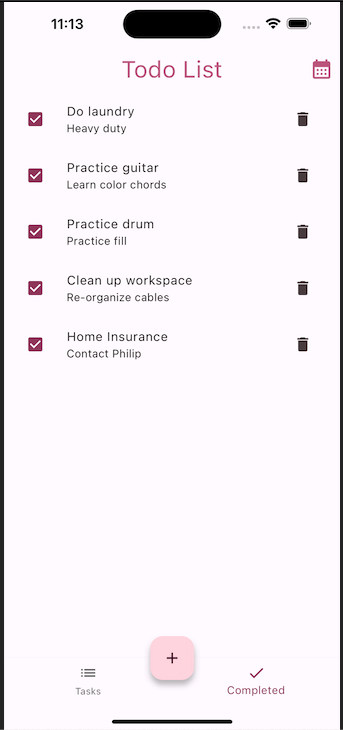 11:13
Todo List
Do laundry
Heavy duty
Practice guitar
Learn color chords
Practice drum
Practice fill
Clean up workspace
Re-organize cables
Home Insurance
Contact Philip
+
Tasks
Completed